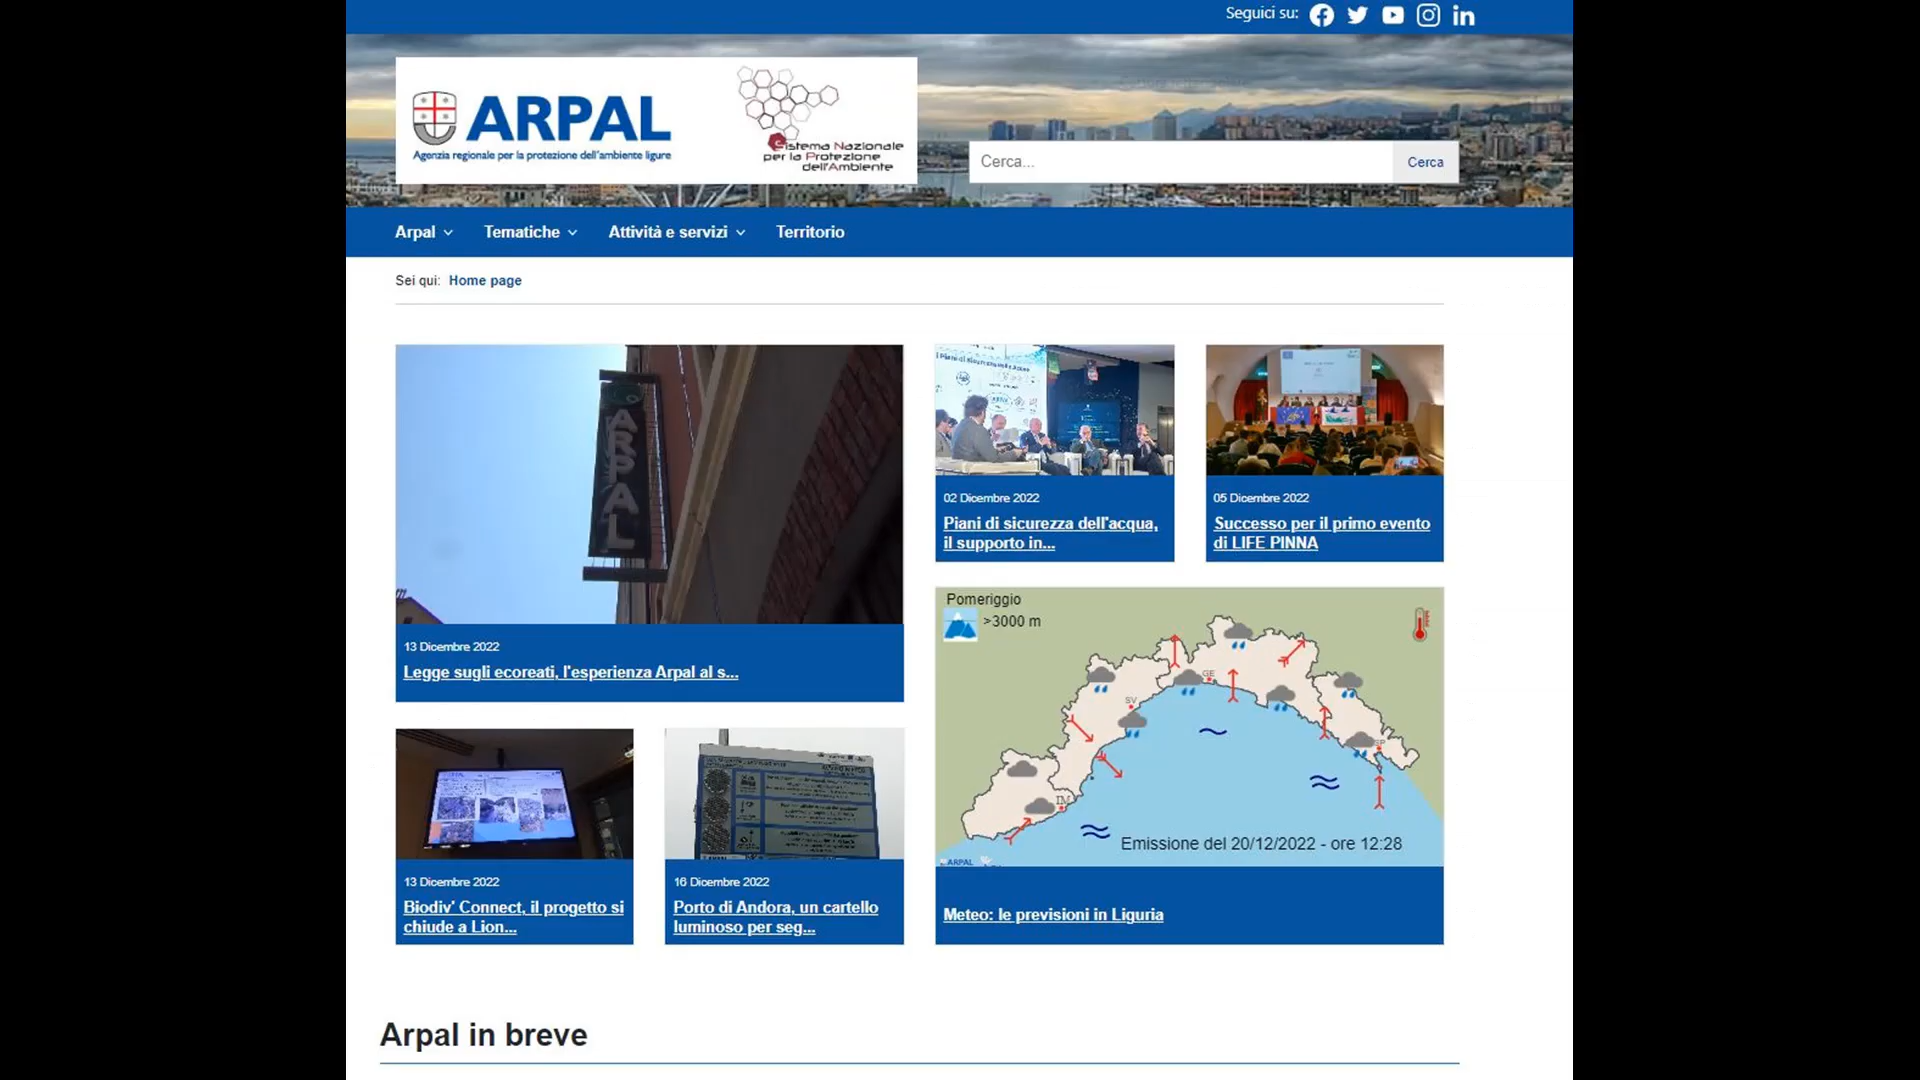 Seguici su:
ARPAL
Agenzia regionale per la protezione dell'ambiente ligure
Sistema Nazionale
per la Protezione
dell'Ambiente
Cerca...
Cerca
Arpal
Tematiche
Attività e servizi
Territorio
Sei qui: Home page
ARPAL
13 Dicembre 2022
Legge sugli ecoreati, l'esperienza Arpal al s...
02 Dicembre 2022
Piani di sicurezza dell'acqua,
il supporto in...
05 Dicembre 2022
Successo per il primo evento
di LIFE PINNA
13 Dicembre 2022
Biodiv' Connect, il progetto si
chiude a Lion...
16 Dicembre 2022
Porto di Andora, un cartello
luminoso per seg...
Pomeriggio
>3000 m
GE
SV
SP
IM
Emissione del 20/12/2022 - ore 12:28
ARPAL
Meteo: le previsioni in Liguria
Arpal in breve